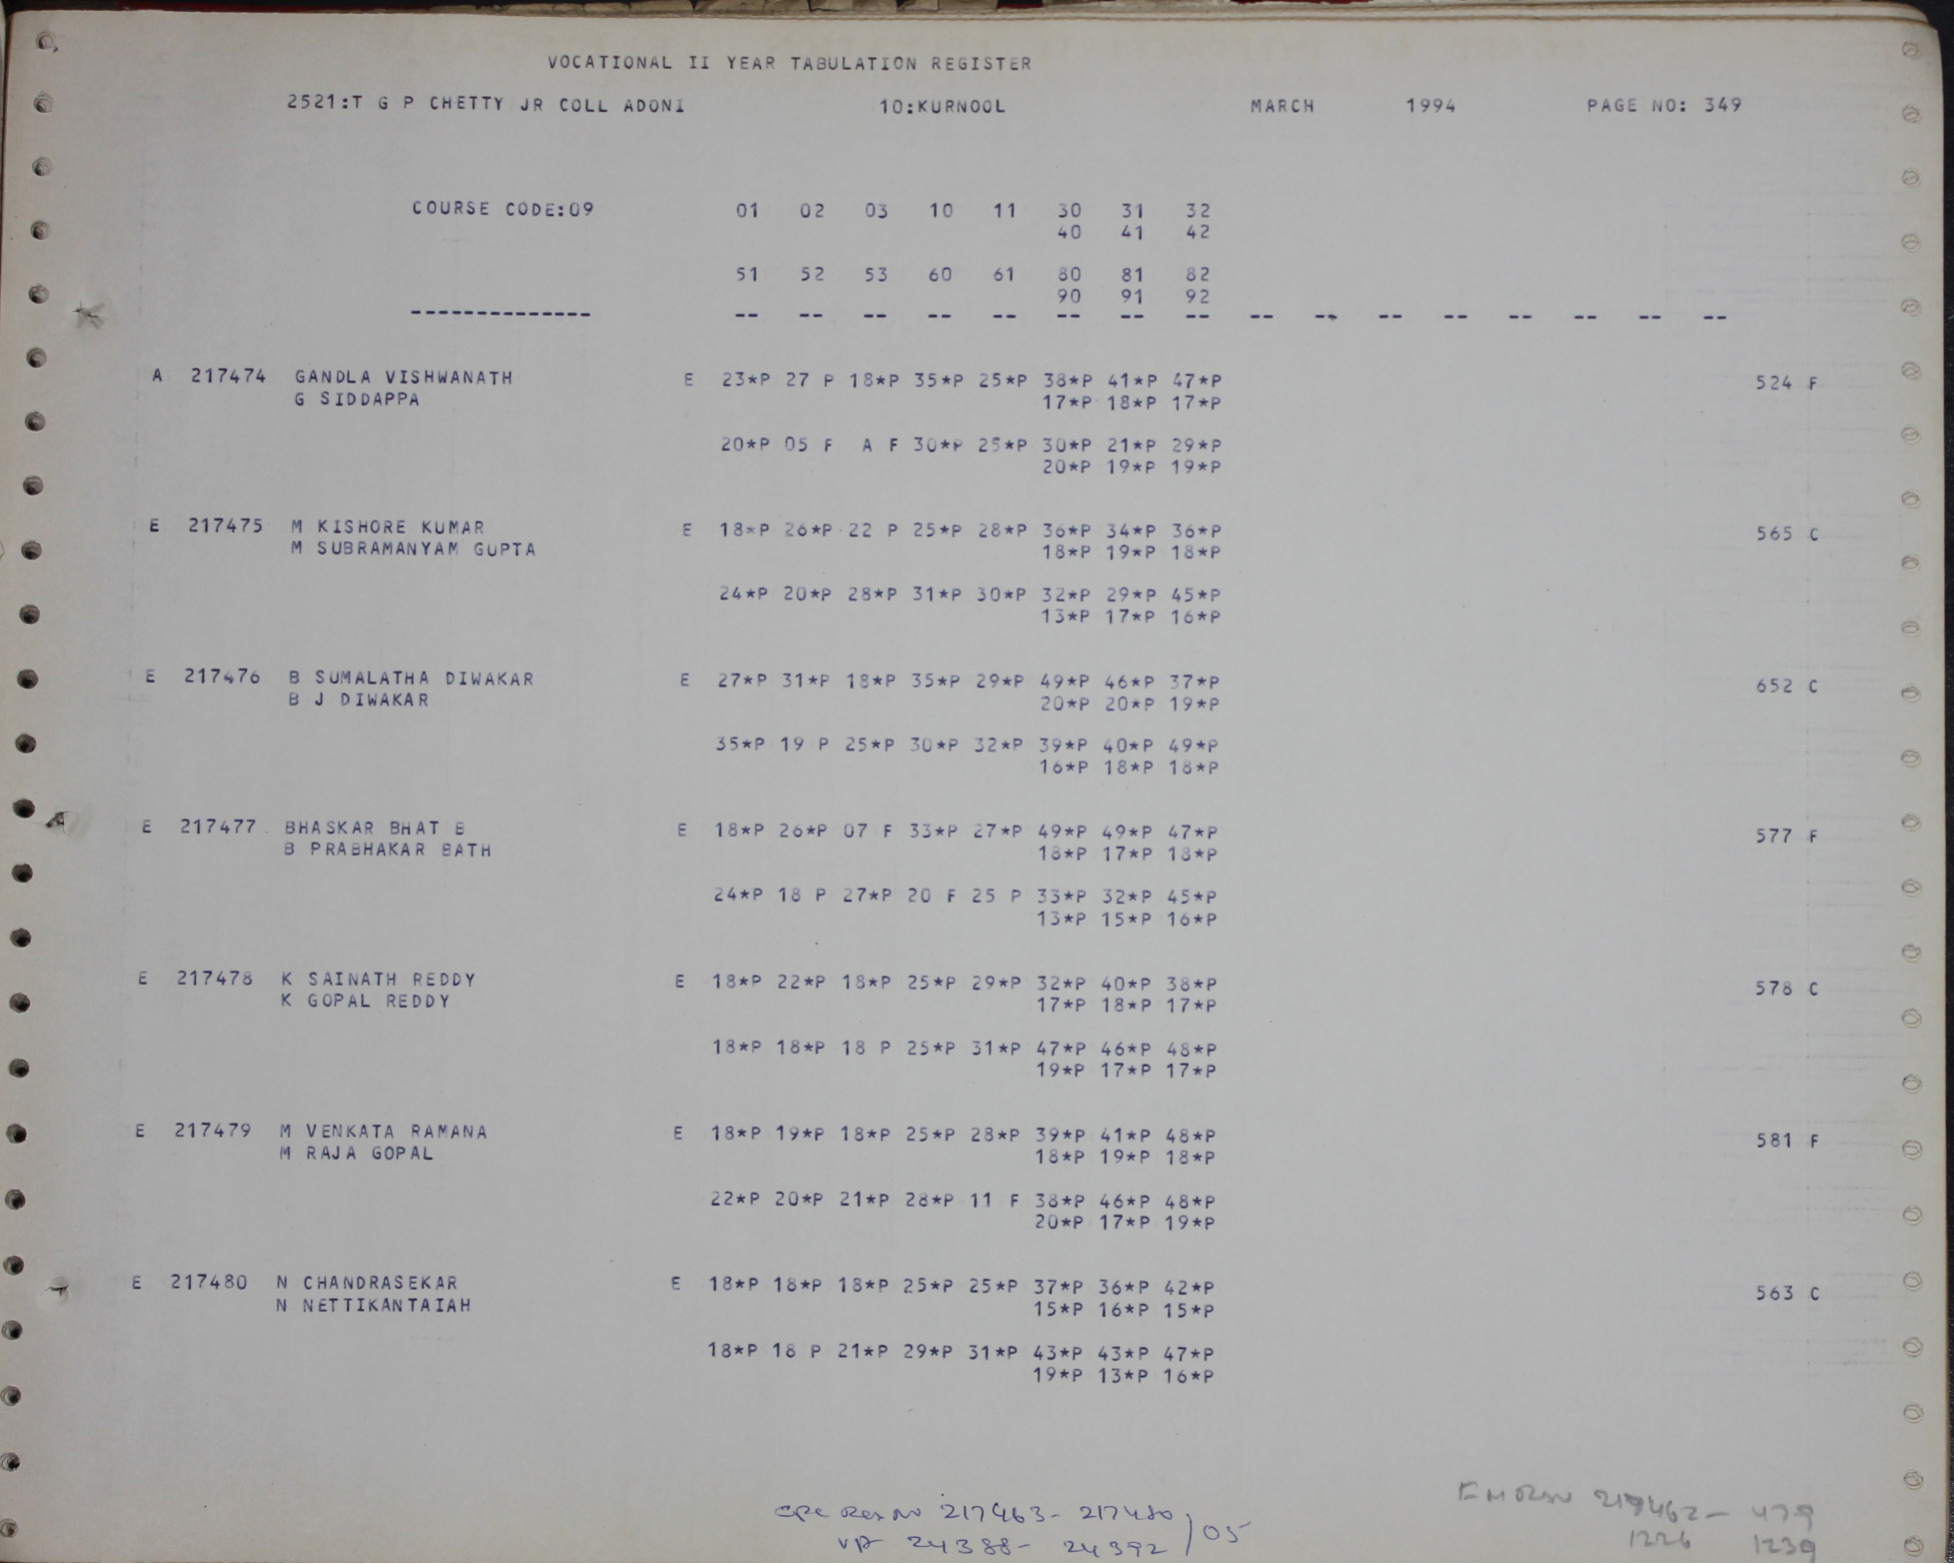 VOCATIONAL II YEAR TABULATION REGISTER
2521:T G P CHETTY JR COLL ADONI 10:KURNOOL MARCH 1994 PAGE NO: 349
COURSE CODE:09 01 02 03 10 11 30 31 32
40 41 42
51 52 53 60 61 80 81 82
90 91 92
-------------- -- -- -- -- -- -- -- -- -- -- -- -- -- -- -- --
A 217474 GANDLA VISHWANATH E 23*P 27 P 18*P 35*P 25*P 38*P 41*P 47*P 524 F
G SIDDAPPA 17*P 18*P 17*P
20*P 05 F A F 30*P 25*P 30*P 21*P 29*P
20*P 19*P 19*P
E 217475 M KISHORE KUMAR E 18*P 26*P 22 P 25*P 28*P 36*P 34*P 36*P 565 C
M SUBRAMANYAM GUPTA 18*P 19*P 18*P
24*P 20*P 28*P 31*P 30*P 32*P 29*P 45*P
13*P 17*P 16*P
E 217476 B SUMALATHA DIWAKAR E 27*P 31*P 18*P 35*P 29*P 49*P 46*P 37*P 652 C
B J DIWAKAR 20*P 20*P 19*P
35*P 19 P 25*P 30*P 32*P 39*P 40*P 49*P
16*P 18*P 18*P
E 217477 BHASKAR BHAT B E 18*P 26*P 07 F 33*P 27*P 49*P 49*P 47*P 577 F
B PRABHAKAR BATH 18*P 17*P 18*P
24*P 18 P 27*P 20 F 25 P 33*P 32*P 45*P
13*P 15*P 16*P
E 217478 K SAINATH REDDY E 18*P 22*P 18*P 25*P 29*P 32*P 40*P 38*P 578 C
K GOPAL REDDY 17*P 18*P 17*P
18*P 18*P 18 P 25*P 31*P 47*P 46*P 48*P
19*P 17*P 17*P
E 217479 M VENKATA RAMANA E 18*P 19*P 18*P 25*P 28*P 39*P 41*P 48*P 581 F
M RAJA GOPAL 18*P 19*P 18*P
22*P 20*P 21*P 28*P 11 F 38*P 46*P 48*P
20*P 17*P 19*P
E 217480 N CHANDRASEKAR E 18*P 18*P 18*P 25*P 25*P 37*P 36*P 42*P 563 C
N NETTIKANTAIAH 15*P 16*P 15*P
18*P 18 P 21*P 29*P 31*P 43*P 43*P 47*P
19*P 13*P 16*P
217463 - 217480
24388 - 24392 / 05
479
1226 1239